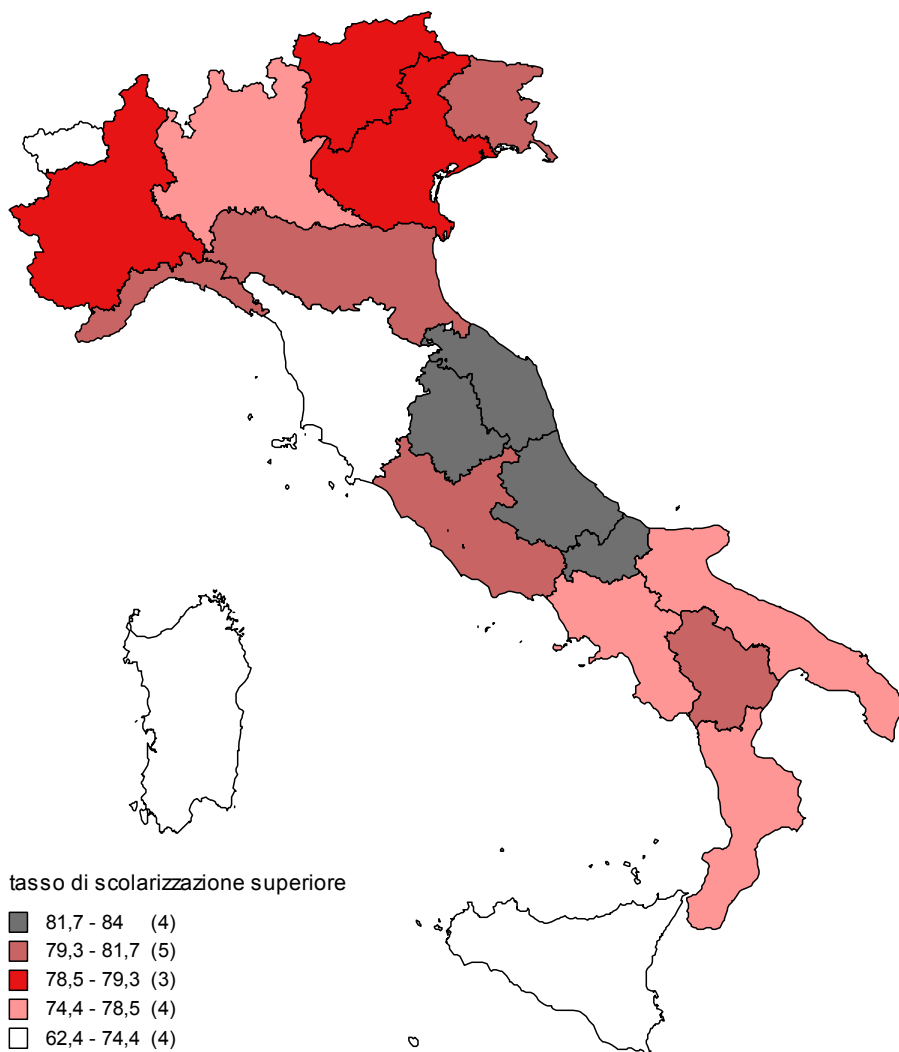 tasso di scolarizzazione superiore
81,7 - 84 (4)
79,3 - 81,7 (5)
78,5 - 79,3 (3)
74,4 - 78,5 (4)
62,4 - 74,4 (4)